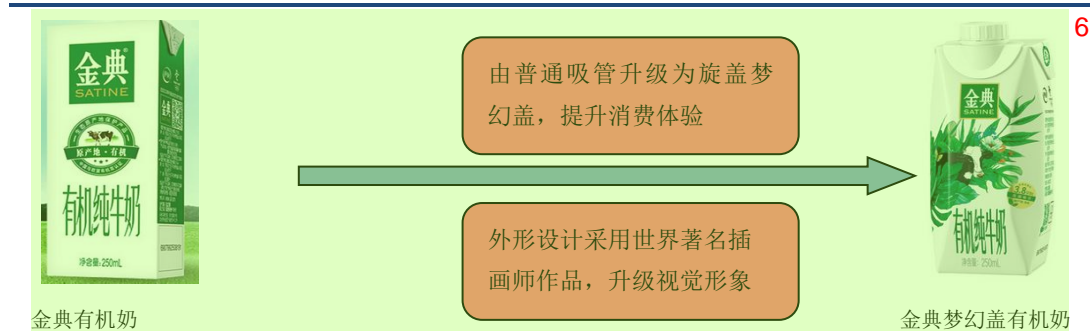 6
金典
SATINE
原产地·有机
有机纯牛奶
净含量:250mL
由普通吸管升级为旋盖梦
幻盖，提升消费体验
外形设计采用世界著名插
画师作品，升级视觉形象
金典
SATINE
有机纯牛奶
净含量:250mL
金典有机奶
金典梦幻盖有机奶